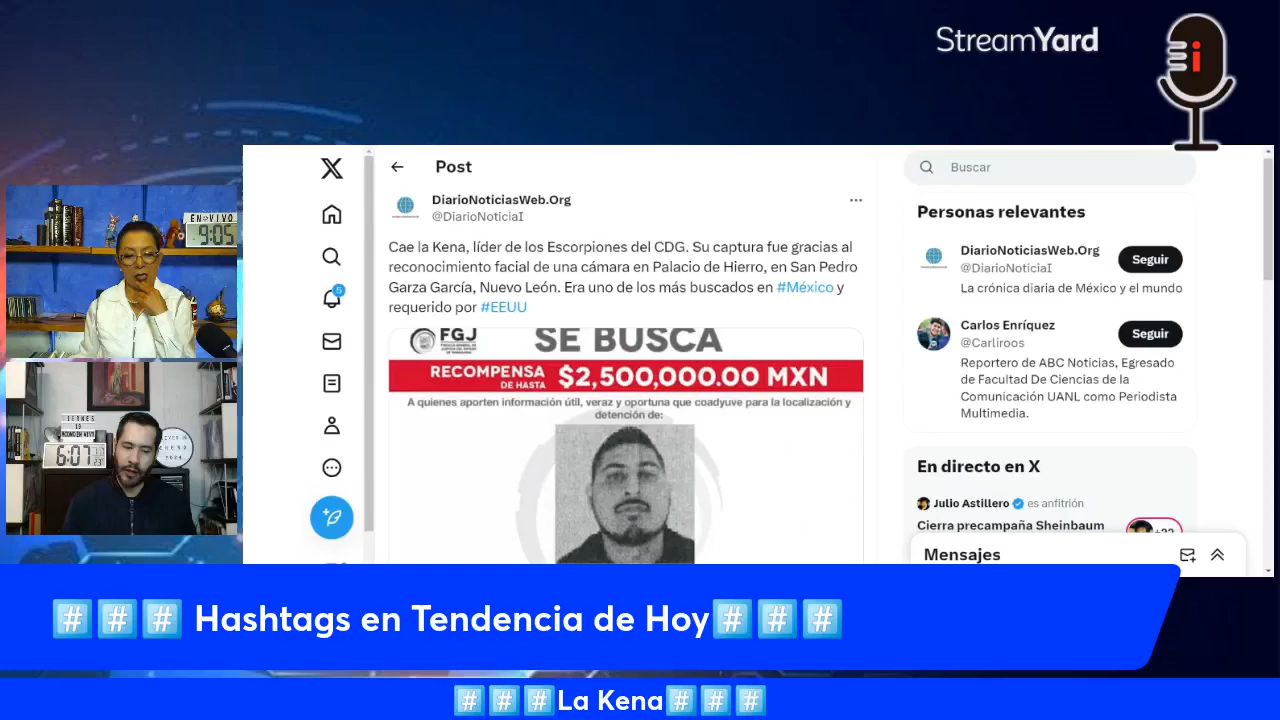 StreamYard
i
EN VIVO
9:05
VIERNES
19
6:07
Post
DiarioNoticiasWeb.Org
@DiarioNoticiaI
Cae la Kena, líder de los Escorpiones del CDG. Su captura fue gracias al
reconocimiento facial de una cámara en Palacio de Hierro, en San Pedro
Garza García, Nuevo León. Era uno de los más buscados en #México y
requerido por #EEUU
FGJ
SE BUSCA
RECOMPENSA
DE HASTA
$2,500,000.00 MXN
A quienes aporten información útil, veraz y oportuna que coadyuve para la localización y
detención de:
5
Buscar
Personas relevantes
DiarioNoticiasWeb.Org
@DiarioNoticiaI
Seguir
La crónica diaria de México y el mundo
Carlos Enríquez
@Carliroos
Seguir
Reportero de ABC Noticias, Egresado
de Facultad De Ciencias de la
Comunicación UANL como Periodista
Multimedia.
En directo en X
Julio Astillero es anfitrión
Cierra precampaña Sheinbaum
Mensajes
### Hashtags en Tendencia de Hoy###
###La Kena###